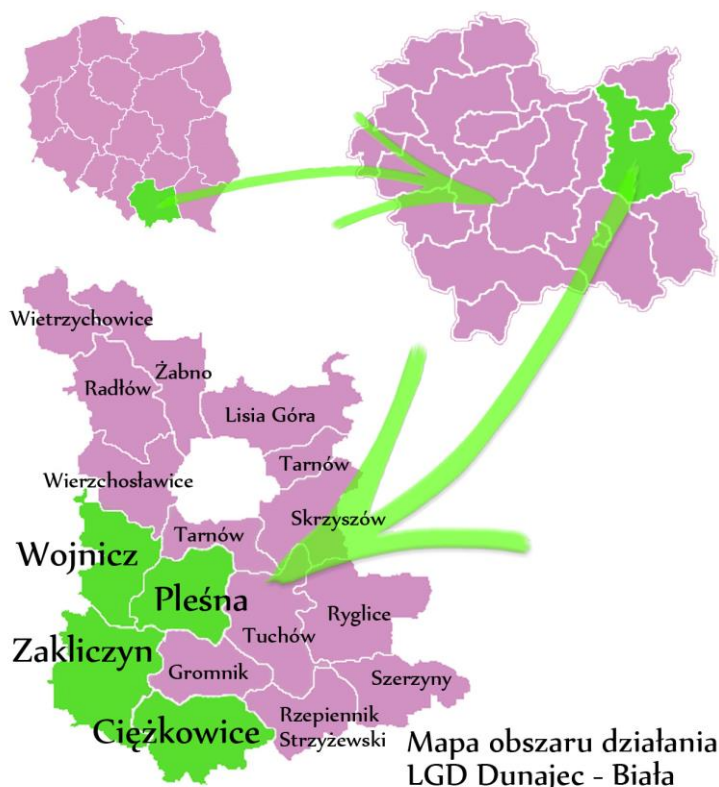 Wietrzychowice
Żabno
Radłów
Lisia Góra
Tarnów
Wierzchosławice
Skrzyszów
Tarnów
Wojnicz
Pleśna
Ryglice
Tuchów
Zakliczyn
Gromnik
Szerzyny
Rzepiennik
Strzyżewski
Ciężkowice
Mapa obszaru działania
LGD Dunajec - Biała